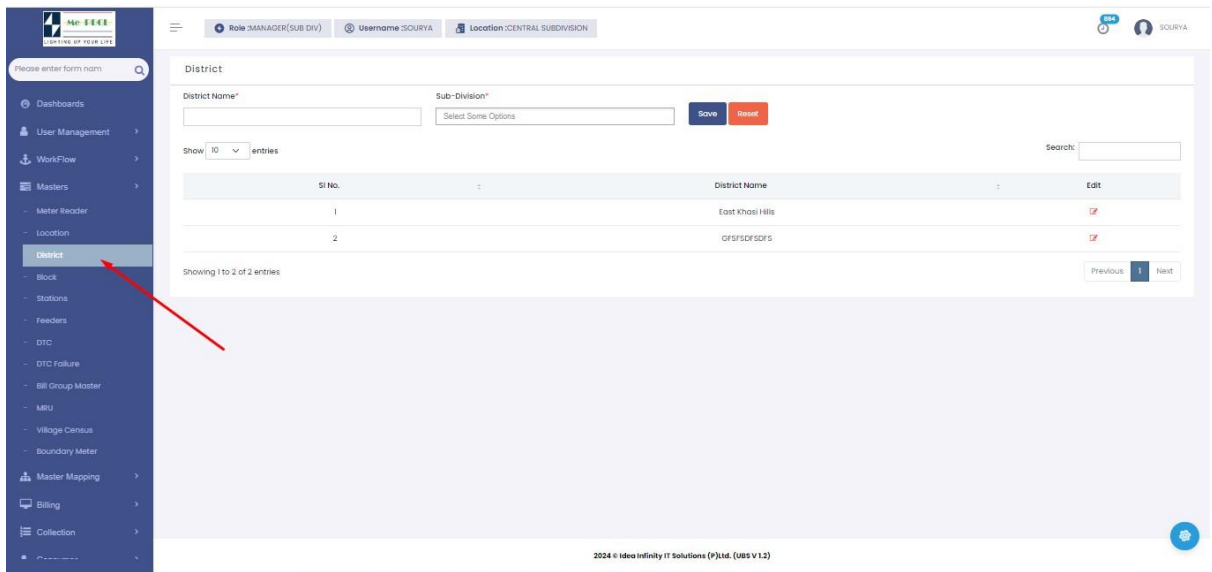 Me-PDCL
LIGHTING UP YOUR LIFE
Role :MANAGER(SUB DIV) Username :SOURYA Location :CENTRAL SUBDIVISION
864
SOURYA
Please enter form nam
Dashboards
User Management
WorkFlow
Masters
Meter Reader
Location
District
Block
Stations
Feeders
DTC
DTC Failure
Bill Group Master
MRU
Village Census
Boundary Meter
Master Mapping
Billing
Collection
District
District Name* Sub-Division*
Select Some Options Save Reset
Show 10 entries Search:
Sl No. District Name Edit
1 East Khasi Hills
2 GFSFSDFSDFS
Showing 1 to 2 of 2 entries Previous 1 Next
2024 © Idea Infinity IT Solutions (P)Ltd. (UBS V 1.2)